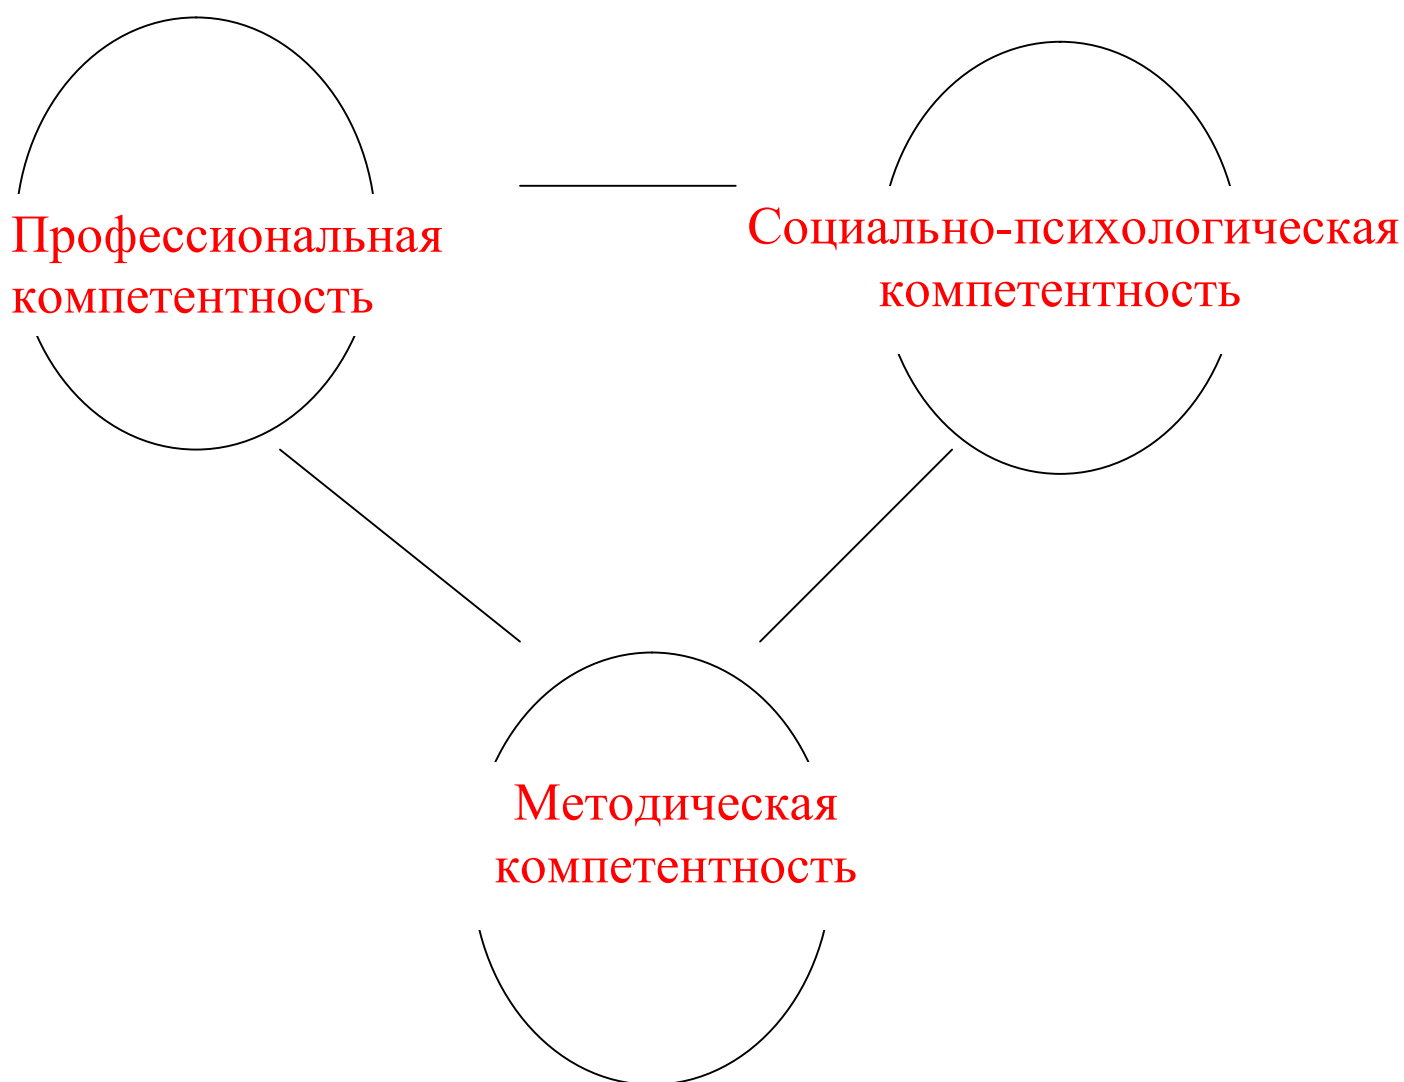 Профессиональная
компетентность
Социально-психологическая
компетентность
Методическая
компетентность